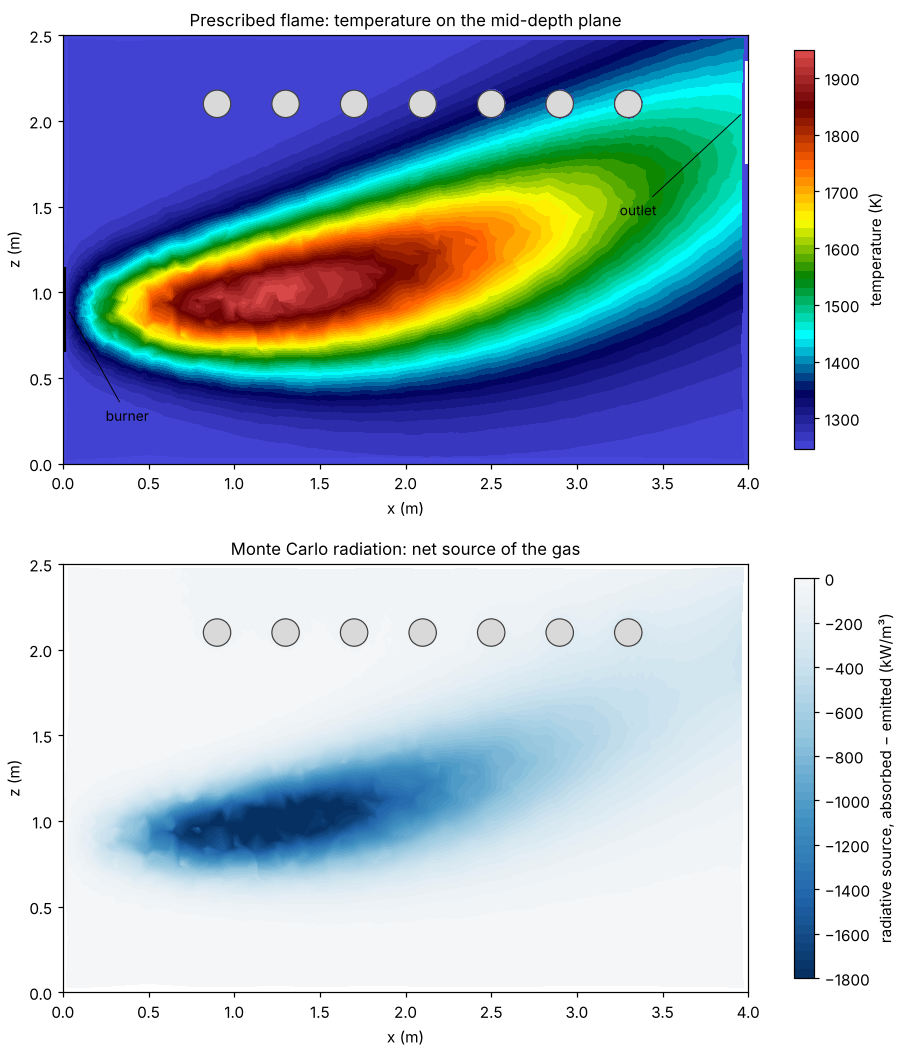 Prescribed flame: temperature on the mid-depth plane
2.5
2.0
1.5
1.0
0.5
0.0
z (m)
outlet
burner
0.0 0.5 1.0 1.5 2.0 2.5 3.0 3.5 4.0
x (m)
1900
1800
1700
1600
1500
1400
1300
temperature (K)
Monte Carlo radiation: net source of the gas
2.5
2.0
1.5
1.0
0.5
0.0
z (m)
0.0 0.5 1.0 1.5 2.0 2.5 3.0 3.5 4.0
x (m)
0
−200
−400
−600
−800
−1000
−1200
−1400
−1600
−1800
radiative source, absorbed − emitted (kW/m³)